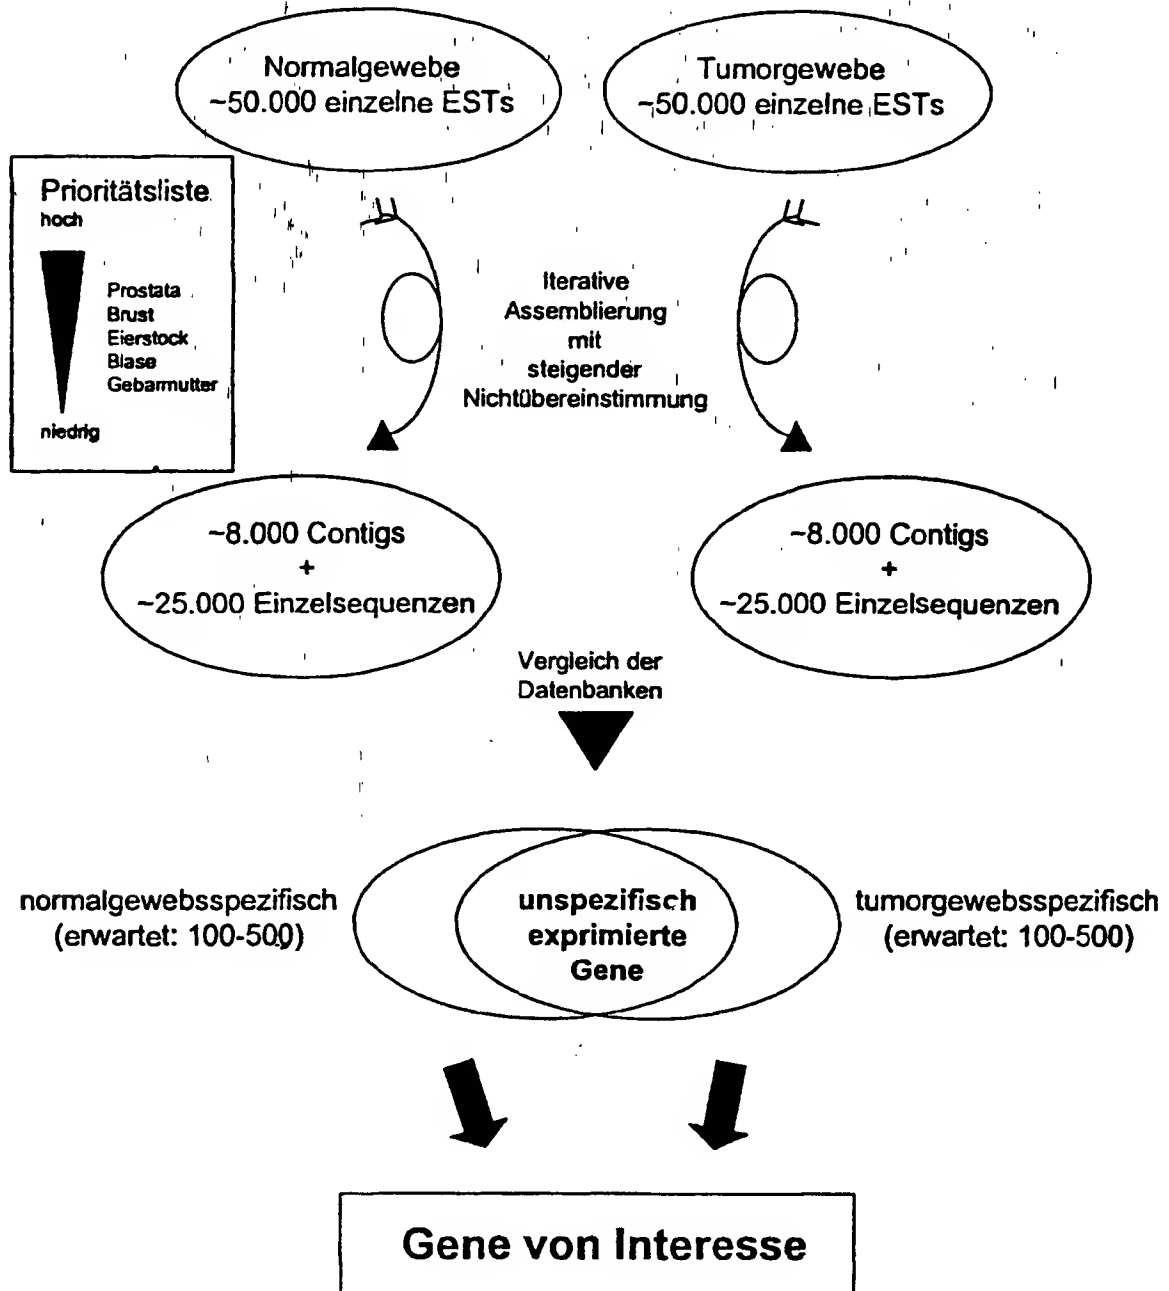 Normalgewebe
~50.000 einzelne ESTs
Tumorgewebe
~50.000 einzelne ESTs
Prioritätsliste
hoch
Prostata
Brust
Eierstock
Blase
Gebarmutter
niedrig
Iterative
Assemblierung
mit
steigender
Nichtübereinstimmung
~8.000 Contigs
+
~25.000 Einzelsequenzen
~8.000 Contigs
+
~25.000 Einzelsequenzen
Vergleich der
Datenbanken
normalgewebsspezifisch
(erwartet: 100-500)
unspezifisch
exprimierte
Gene
tumorgewebsspezifisch
(erwartet: 100-500)
Gene von Interesse